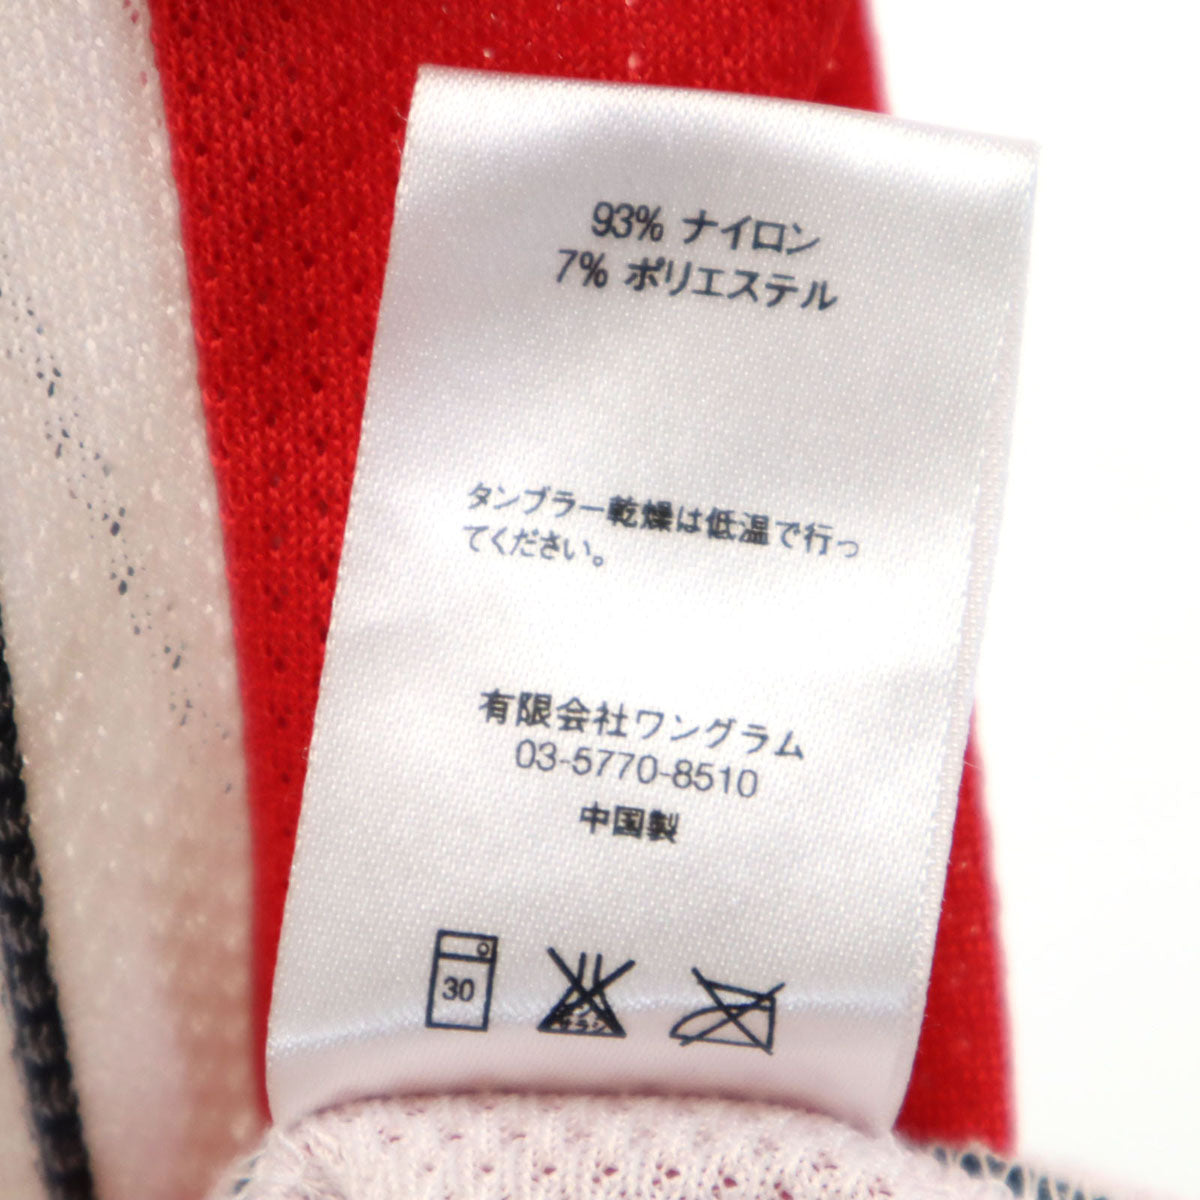 93% ナイロン
7% ポリエステル
タンブラー乾燥は低温で行っ
てください。
有限会社ワングラム
03-5770-8510
中国製
30